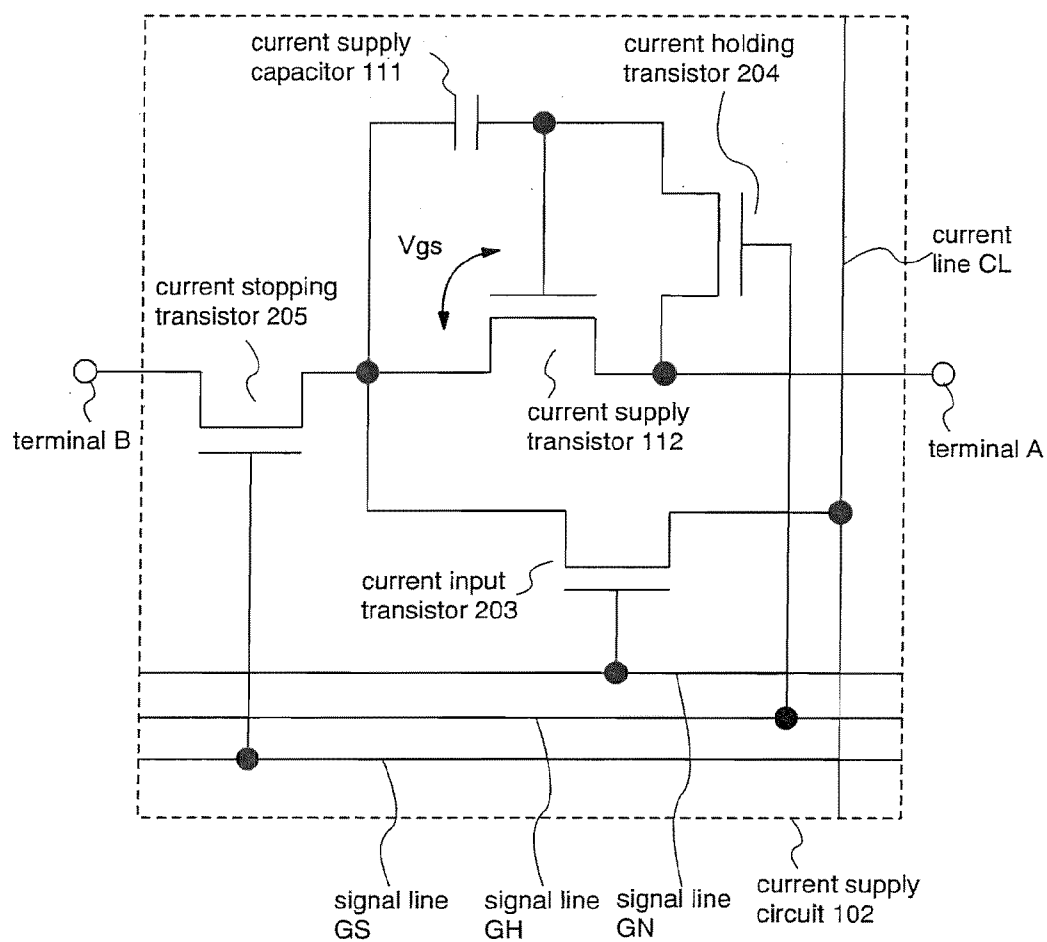 current supply
capacitor 111
current holding
transistor 204
Vgs
current
line CL
current stopping
transistor 205
terminal B
current supply
transistor 112
terminal A
current input
transistor 203
signal line
GS
signal line
GH
signal line
GN
current supply
circuit 102